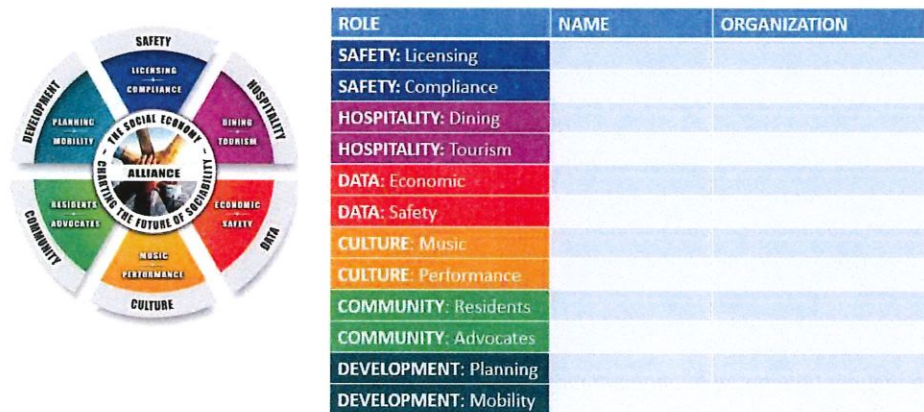 SAFETY
LICENSING
COMPLIANCE
HOSPITALITY
DINING
TOURISM
DATA
ECONOMIC
SAFETY
CULTURE
MUSIC
PERFORMANCE
COMMUNITY
RESIDENTS
ADVOCATES
DEVELOPMENT
PLANNING
MOBILITY
- THE SOCIAL ECONOMY -
ALLIANCE
CHARTING THE FUTURE OF SOCIABILITY
ROLE NAME ORGANIZATION
SAFETY: Licensing
SAFETY: Compliance
HOSPITALITY: Dining
HOSPITALITY: Tourism
DATA: Economic
DATA: Safety
CULTURE: Music
CULTURE: Performance
COMMUNITY: Residents
COMMUNITY: Advocates
DEVELOPMENT: Planning
DEVELOPMENT: Mobility